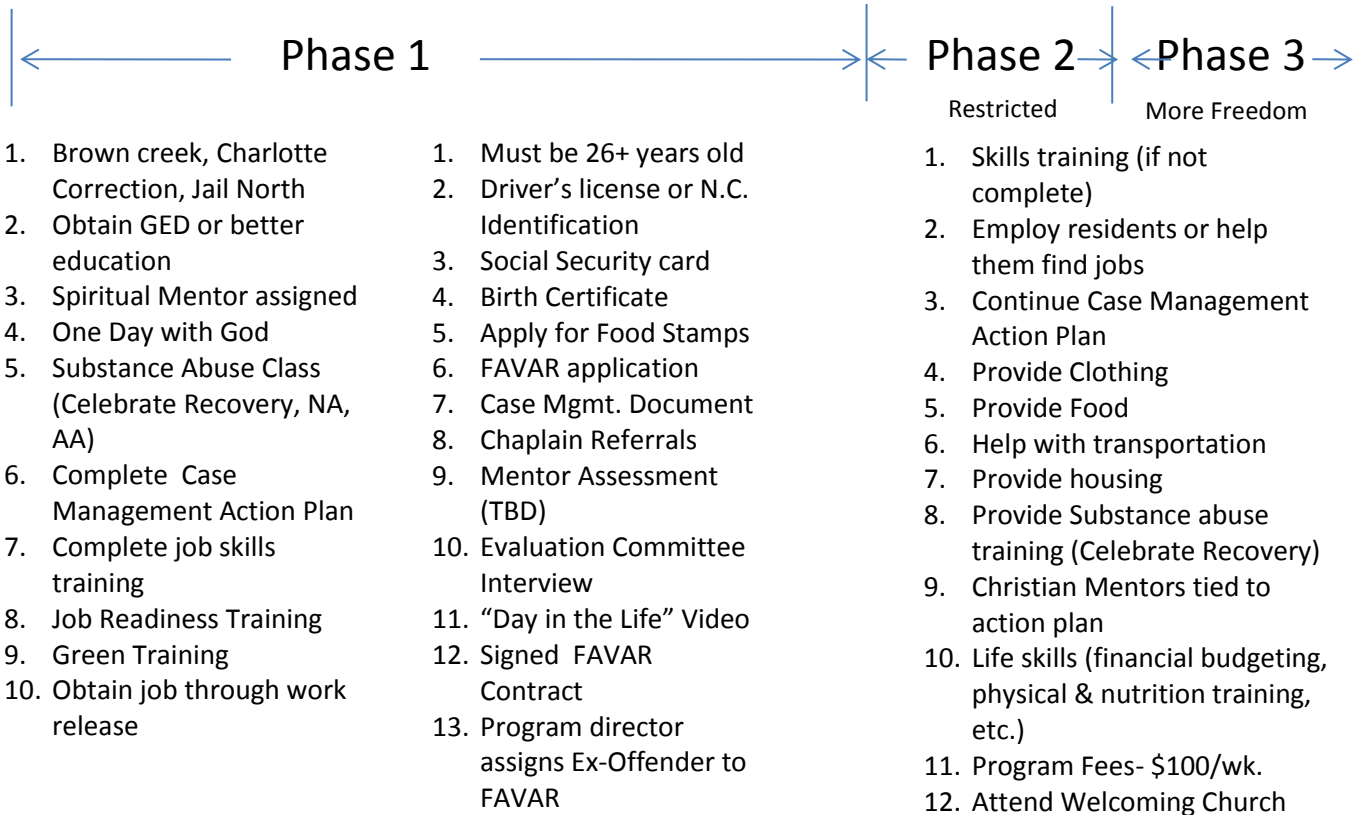 Phase 1
Phase 2
Phase 3
Restricted
More Freedom
1. Brown creek, Charlotte
Correction, Jail North
2. Obtain GED or better
education
3. Spiritual Mentor assigned
4. One Day with God
5. Substance Abuse Class
(Celebrate Recovery, NA,
AA)
6. Complete Case
Management Action Plan
7. Complete job skills
training
8. Job Readiness Training
9. Green Training
10. Obtain job through work
release
1. Must be 26+ years old
2. Driver’s license or N.C.
Identification
3. Social Security card
4. Birth Certificate
5. Apply for Food Stamps
6. FAVAR application
7. Case Mgmt. Document
8. Chaplain Referrals
9. Mentor Assessment
(TBD)
10. Evaluation Committee
Interview
11. “Day in the Life” Video
12. Signed FAVAR
Contract
13. Program director
assigns Ex-Offender to
FAVAR
1. Skills training (if not
complete)
2. Employ residents or help
them find jobs
3. Continue Case Management
Action Plan
4. Provide Clothing
5. Provide Food
6. Help with transportation
7. Provide housing
8. Provide Substance abuse
training (Celebrate Recovery)
9. Christian Mentors tied to
action plan
10. Life skills (financial budgeting,
physical & nutrition training,
etc.)
11. Program Fees- $100/wk.
12. Attend Welcoming Church